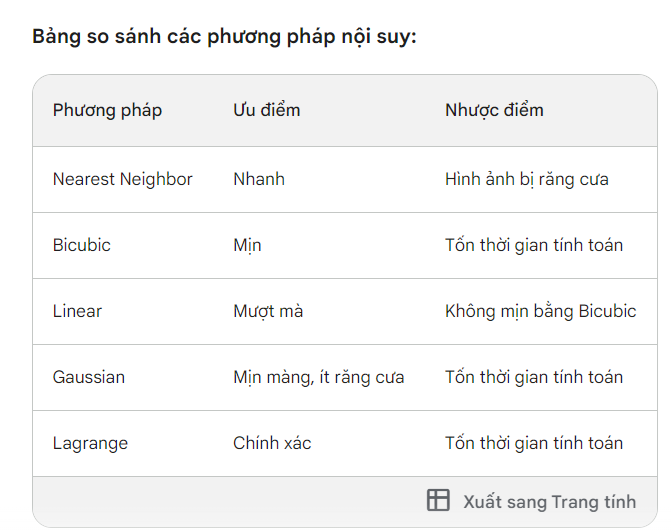 Bảng so sánh các phương pháp nội suy:
Phương pháp Ưu điểm Nhược điểm
Nearest Neighbor Nhanh Hình ảnh bị răng cưa
Bicubic Mịn Tốn thời gian tính toán
Linear Mượt mà Không mịn bằng Bicubic
Gaussian Mịn màng, ít răng cưa Tốn thời gian tính toán
Lagrange Chính xác Tốn thời gian tính toán
Xuất sang Trang tính